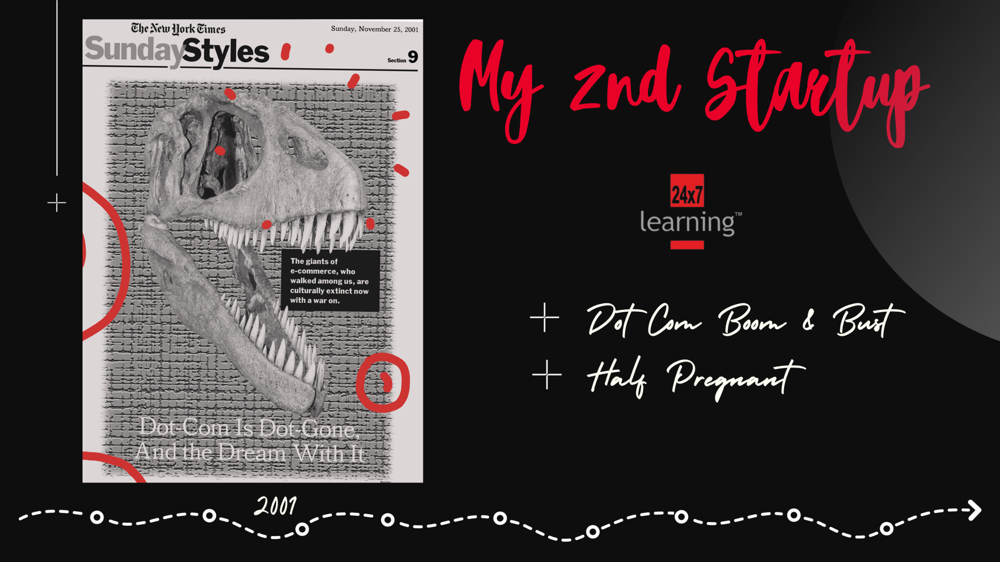 The New York Times
Sunday, November 25, 2001
SundayStyles
Section 9
The giants of
e-commerce, who
walked among us, are
culturally extinct now
with a war on.
Dot-Com Is Dot-Gone,
And the Dream With It
My 2nd Startup
24x7
learning™
Dot Com Boom & Bust
Half Pregnant
2001